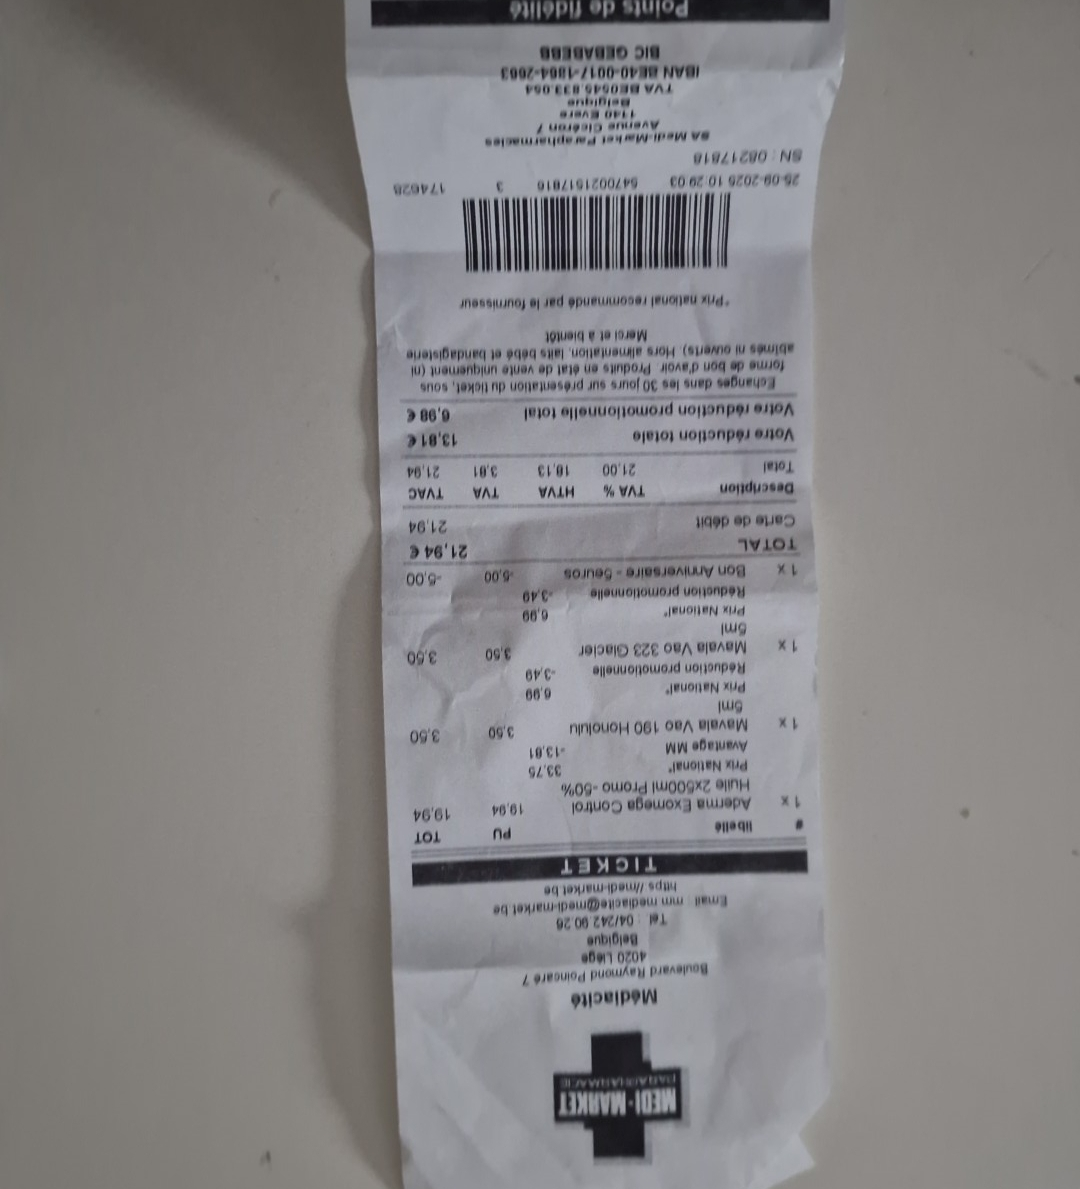 MEDI-MARKET
PARAPHARMACIE
Médiacité
Boulevard Raymond Poincaré 7
4020 Liège
Belgique
Tel : 04/242.90.26
Email : mm.mediacite@medi-market.be
https://medi-market.be
TICKET
# libellé PU TOT
1 x Aderma Exomega Control 19,94 19,94
Huile 2x500ml Promo -50%
Prix National* 33,75
Avantage MM -13,81
1 x Mavala Vao 190 Honolulu 3,50 3,50
5ml
Prix National* 6,99
Réduction promotionnelle -3,49
1 x Mavala Vao 323 Glacier 3,50 3,50
5ml
Prix National* 6,99
Réduction promotionnelle -3,49
1 x Bon Anniversaire - 5euros -5,00 -5,00
TOTAL 21,94 €
Carte de débit 21,94
Description TVA % HTVA TVA TVAC
Total 21,00 18,13 3,81 21,94
Votre réduction totale 13,81 €
Votre réduction promotionnelle total 6,98 €
Echanges dans les 30 jours sur présentation du ticket, sous
forme de bon d'avoir. Produits en état de vente uniquement (ni
abîmés ni ouverts). Hors alimentation, laits bébé et bandagisterie
Merci et à bientôt
*Prix national recommandé par le fournisseur
25-09-2025 10:29:03 5470021517816 3 174628
SN : 08217818
SA Medi-Market Parapharmacies
Avenue Cicéron 7
1140 Evere
Belgique
TVA BE0545.833.054
IBAN BE40-0017-1864-2663
BIC GEBABEBB
Points de fidélité